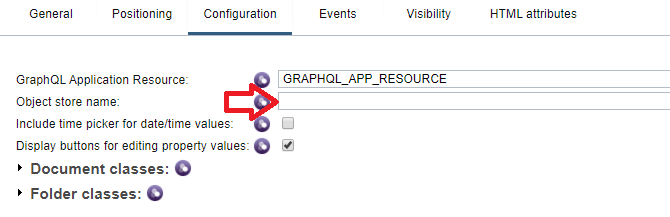 General Positioning Configuration Events Visibility HTML attributes
GraphQL Application Resource: GRAPHQL_APP_RESOURCE
Object store name:
Include time picker for date/time values:
Display buttons for editing property values:
Document classes:
Folder classes: